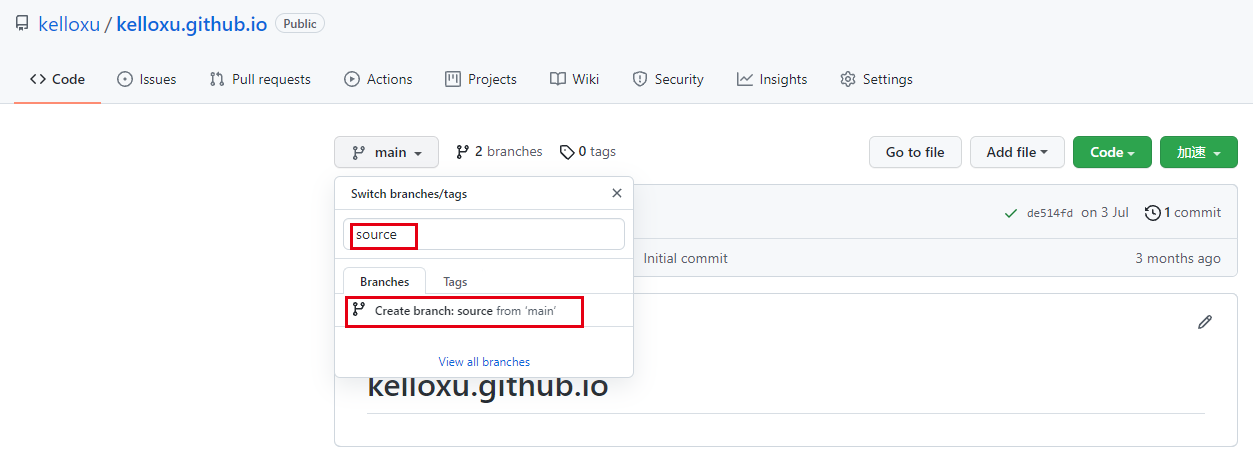 kelloxu / kelloxu.github.io Public
Code Issues Pull requests Actions Projects Wiki Security Insights Settings
main 2 branches 0 tags Go to file Add file Code 加速
Switch branches/tags
de514fd on 3 Jul 1 commit
source
Initial commit 3 months ago
Branches Tags
Create branch: source from ‘main’
View all branches
kelloxu.github.io